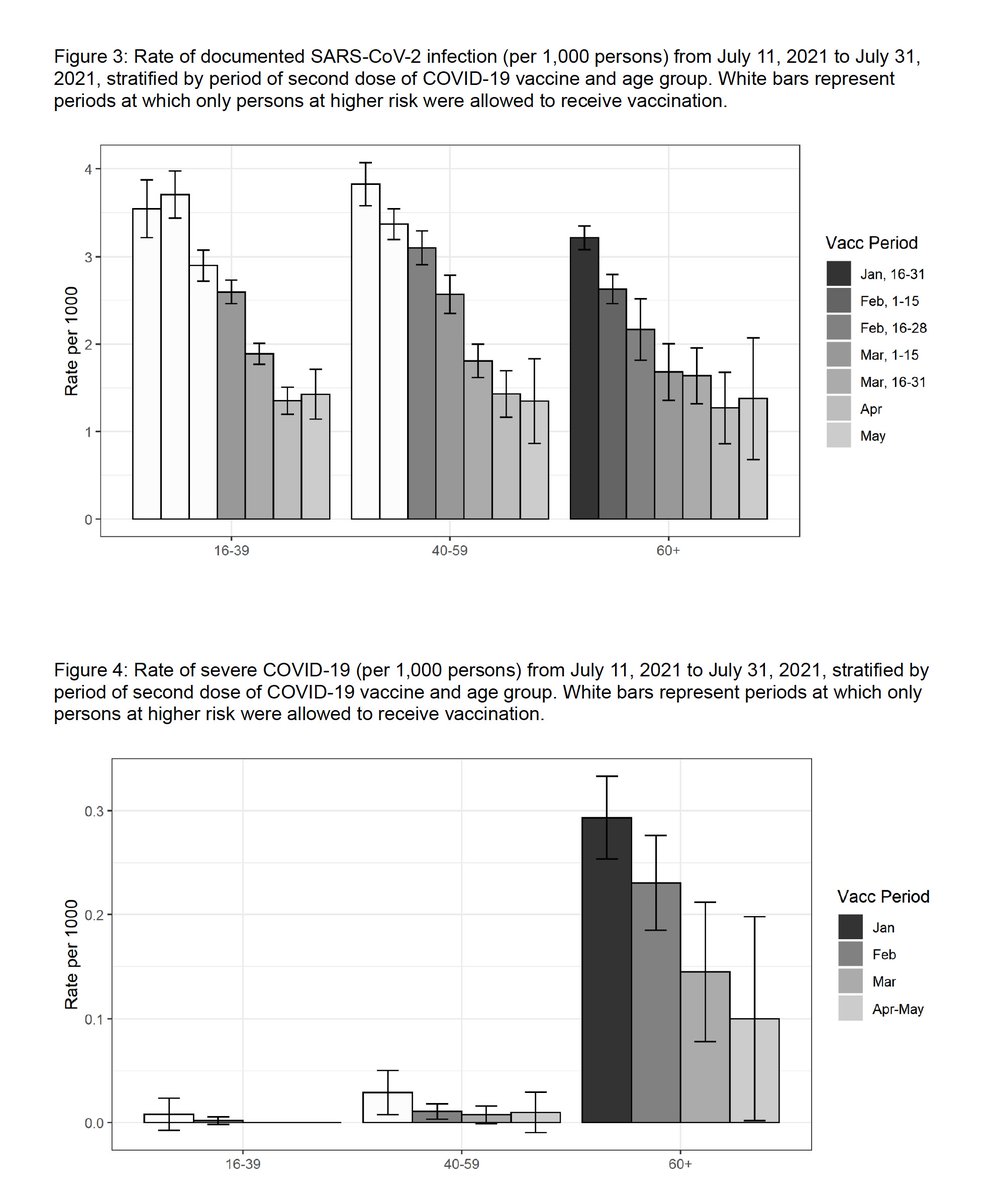 Figure 3: Rate of documented SARS-CoV-2 infection (per 1,000 persons) from July 11, 2021 to July 31,
2021, stratified by period of second dose of COVID-19 vaccine and age group. White bars represent
periods at which only persons at higher risk were allowed to receive vaccination.
4
3
2
1
0
Rate per 1000
16-39
40-59
60+
Vacc Period
Jan, 16-31
Feb, 1-15
Feb, 16-28
Mar, 1-15
Mar, 16-31
Apr
May
Figure 4: Rate of severe COVID-19 (per 1,000 persons) from July 11, 2021 to July 31, 2021, stratified by
period of second dose of COVID-19 vaccine and age group. White bars represent periods at which only
persons at higher risk were allowed to receive vaccination.
0.3
0.2
0.1
0.0
Rate per 1000
16-39
40-59
60+
Vacc Period
Jan
Feb
Mar
Apr-May